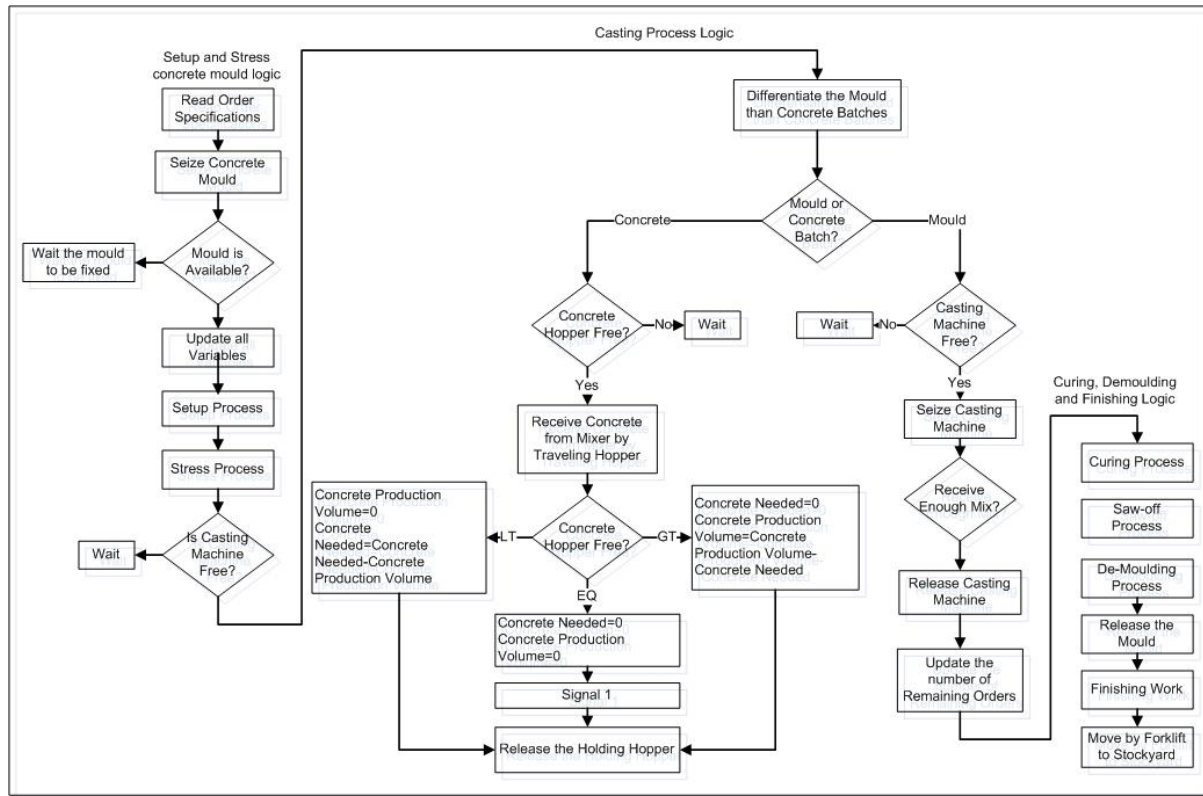 Casting Process Logic
Setup and Stress
concrete mould logic
Read Order
Specifications
Seize Concrete
Mould
Mould is
Available?
Wait the mould
to be fixed
Update all
Variables
Setup Process
Stress Process
Is Casting
Machine
Free?
Wait
Differentiate the Mould
than Concrete Batches
Mould or
Concrete
Batch?
Concrete
Mould
Concrete
Hopper Free?
No
Wait
Yes
Receive Concrete
from Mixer by
Traveling Hopper
Concrete
Hopper Free?
LT
GT
EQ
Concrete Production
Volume=0
Concrete
Needed=Concrete
Needed-Concrete
Production Volume
Concrete Needed=0
Concrete Production
Volume=Concrete
Production Volume-
Concrete Needed
Concrete Needed=0
Concrete Production
Volume=0
Signal 1
Release the Holding Hopper
Casting
Machine
Free?
No
Wait
Yes
Seize Casting
Machine
Receive
Enough Mix?
Release Casting
Machine
Update the
number of
Remaining Orders
Curing, Demoulding
and Finishing Logic
Curing Process
Saw-off
Process
De-Moulding
Process
Release the
Mould
Finishing Work
Move by Forklift
to Stockyard